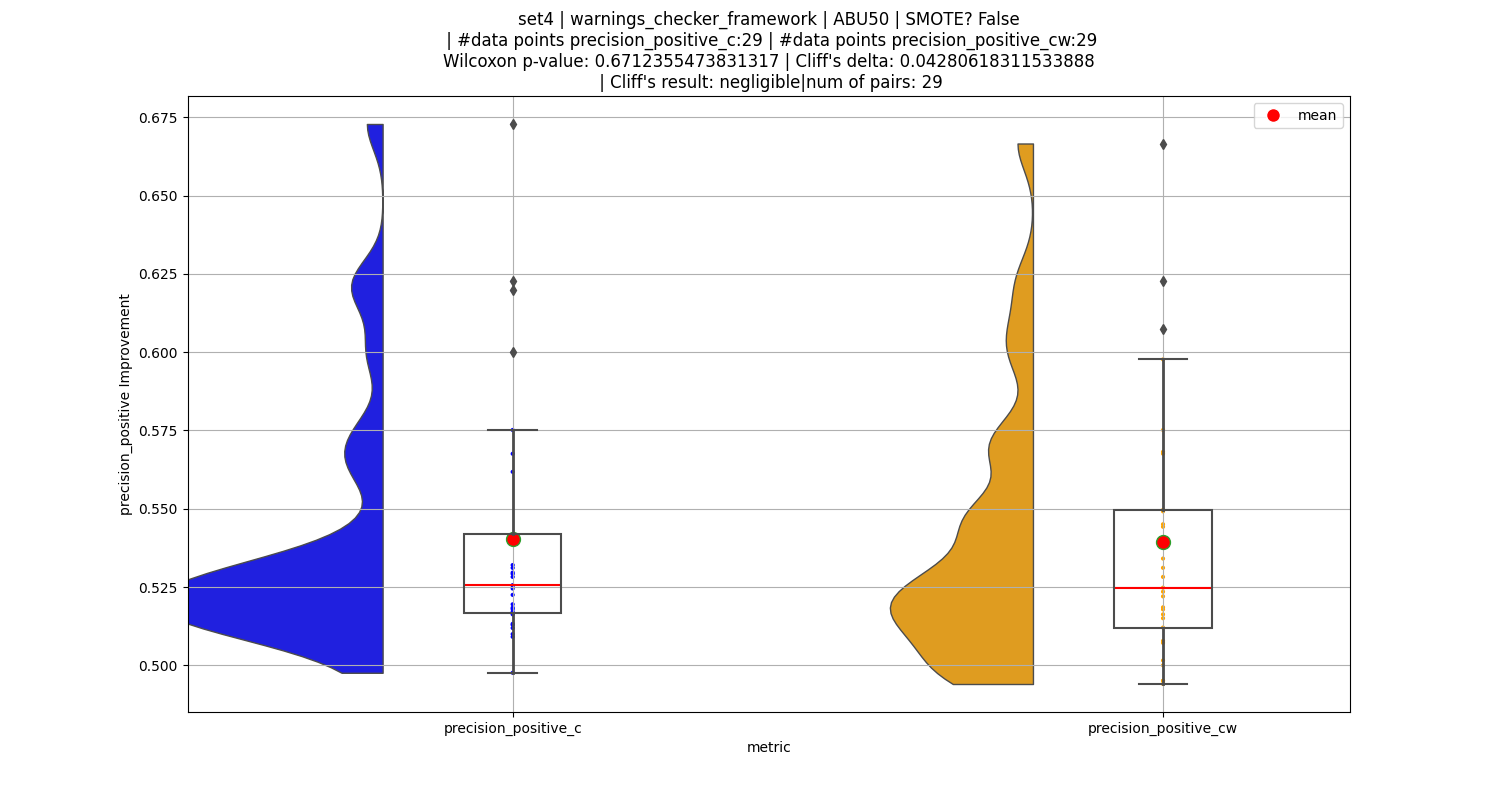 set4 | warnings_checker_framework | ABU50 | SMOTE? False
| #data points precision_positive_c:29 | #data points precision_positive_cw:29
Wilcoxon p-value: 0.6712355473831317 | Cliff's delta: 0.04280618311533888
| Cliff's result: negligible|num of pairs: 29
mean
0.675
0.650
0.625
0.600
0.575
0.550
0.525
0.500
precision_positive Improvement
precision_positive_c
precision_positive_cw
metric